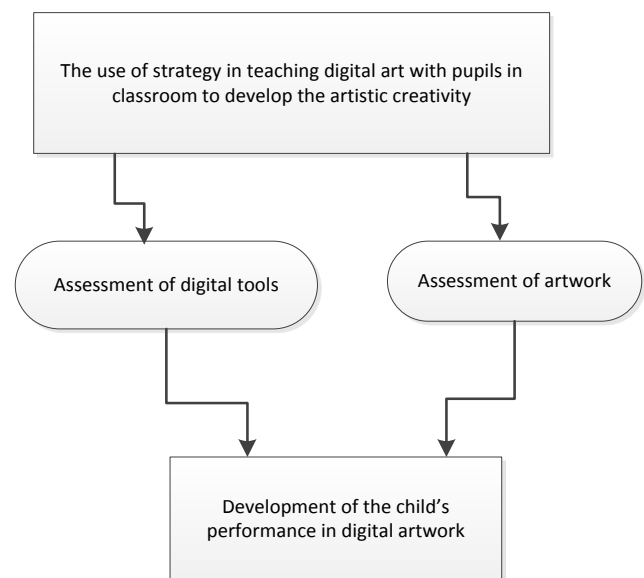 The use of strategy in teaching digital art with pupils in
classroom to develop the artistic creativity
Assessment of digital tools
Assessment of artwork
Development of the child’s
performance in digital artwork